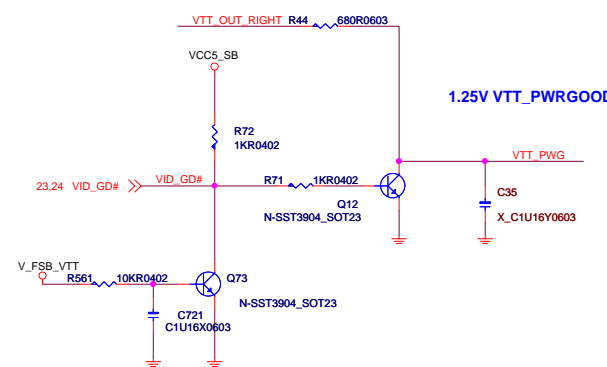 VTT_OUT_RIGHT R44 680R0603
VCC5_SB
1.25V VTT_PWRGOOD
R72
1KR0402
VTT_PWG
23,24 VID_GD# VID_GD# R71 1KR0402
C35
Q12
N-SST3904_SOT23
X_C1U16Y0603
V_FSB_VTT
R561 10KR0402 Q73
N-SST3904_SOT23
C721
C1U16X0603